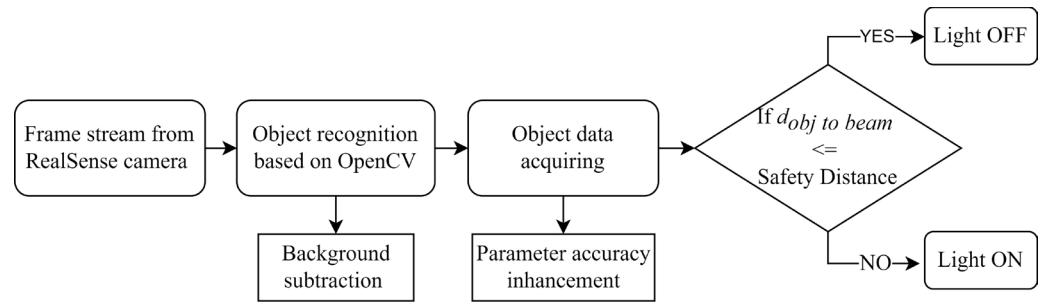 Frame stream from
RealSense camera
Object recognition
based on OpenCV
Background
subtraction
Object data
acquiring
Parameter accuracy
inhancement
If d_obj to beam
<=
Safety Distance
YES
Light OFF
NO
Light ON